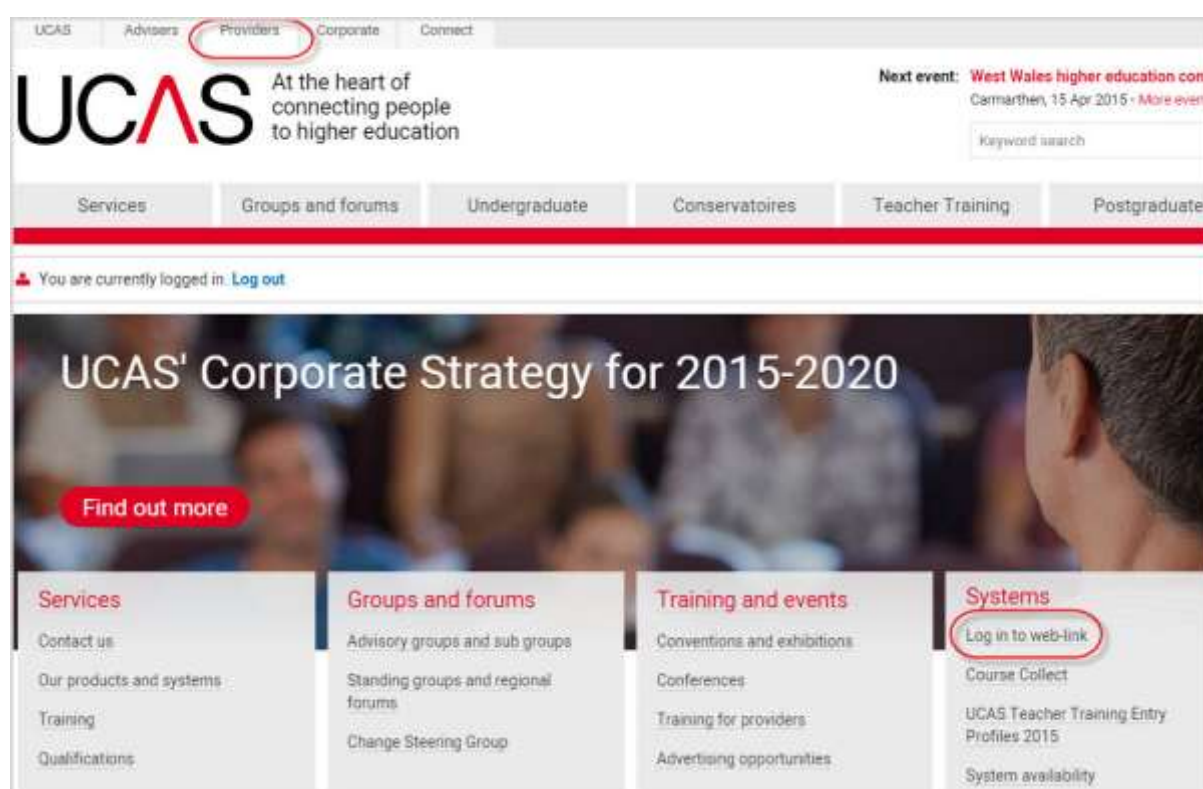 UCAS Advisers Providers Corporate Connect
UCAS
At the heart of
connecting people
to higher education
Next event: West Wales higher education con
Carmarthen, 15 Apr 2015 - More even
Keyword search
Services Groups and forums Undergraduate Conservatoires Teacher Training Postgraduate
You are currently logged in. Log out
UCAS' Corporate Strategy for 2015-2020
Find out more
Services
Contact us
Our products and systems
Training
Qualifications
Groups and forums
Advisory groups and sub groups
Standing groups and regional
forums
Change Steering Group
Training and events
Conventions and exhibitions
Conferences
Training for providers
Advertising opportunities
Systems
Log in to web-link
Course Collect
UCAS Teacher Training Entry
Profiles 2015
System availability